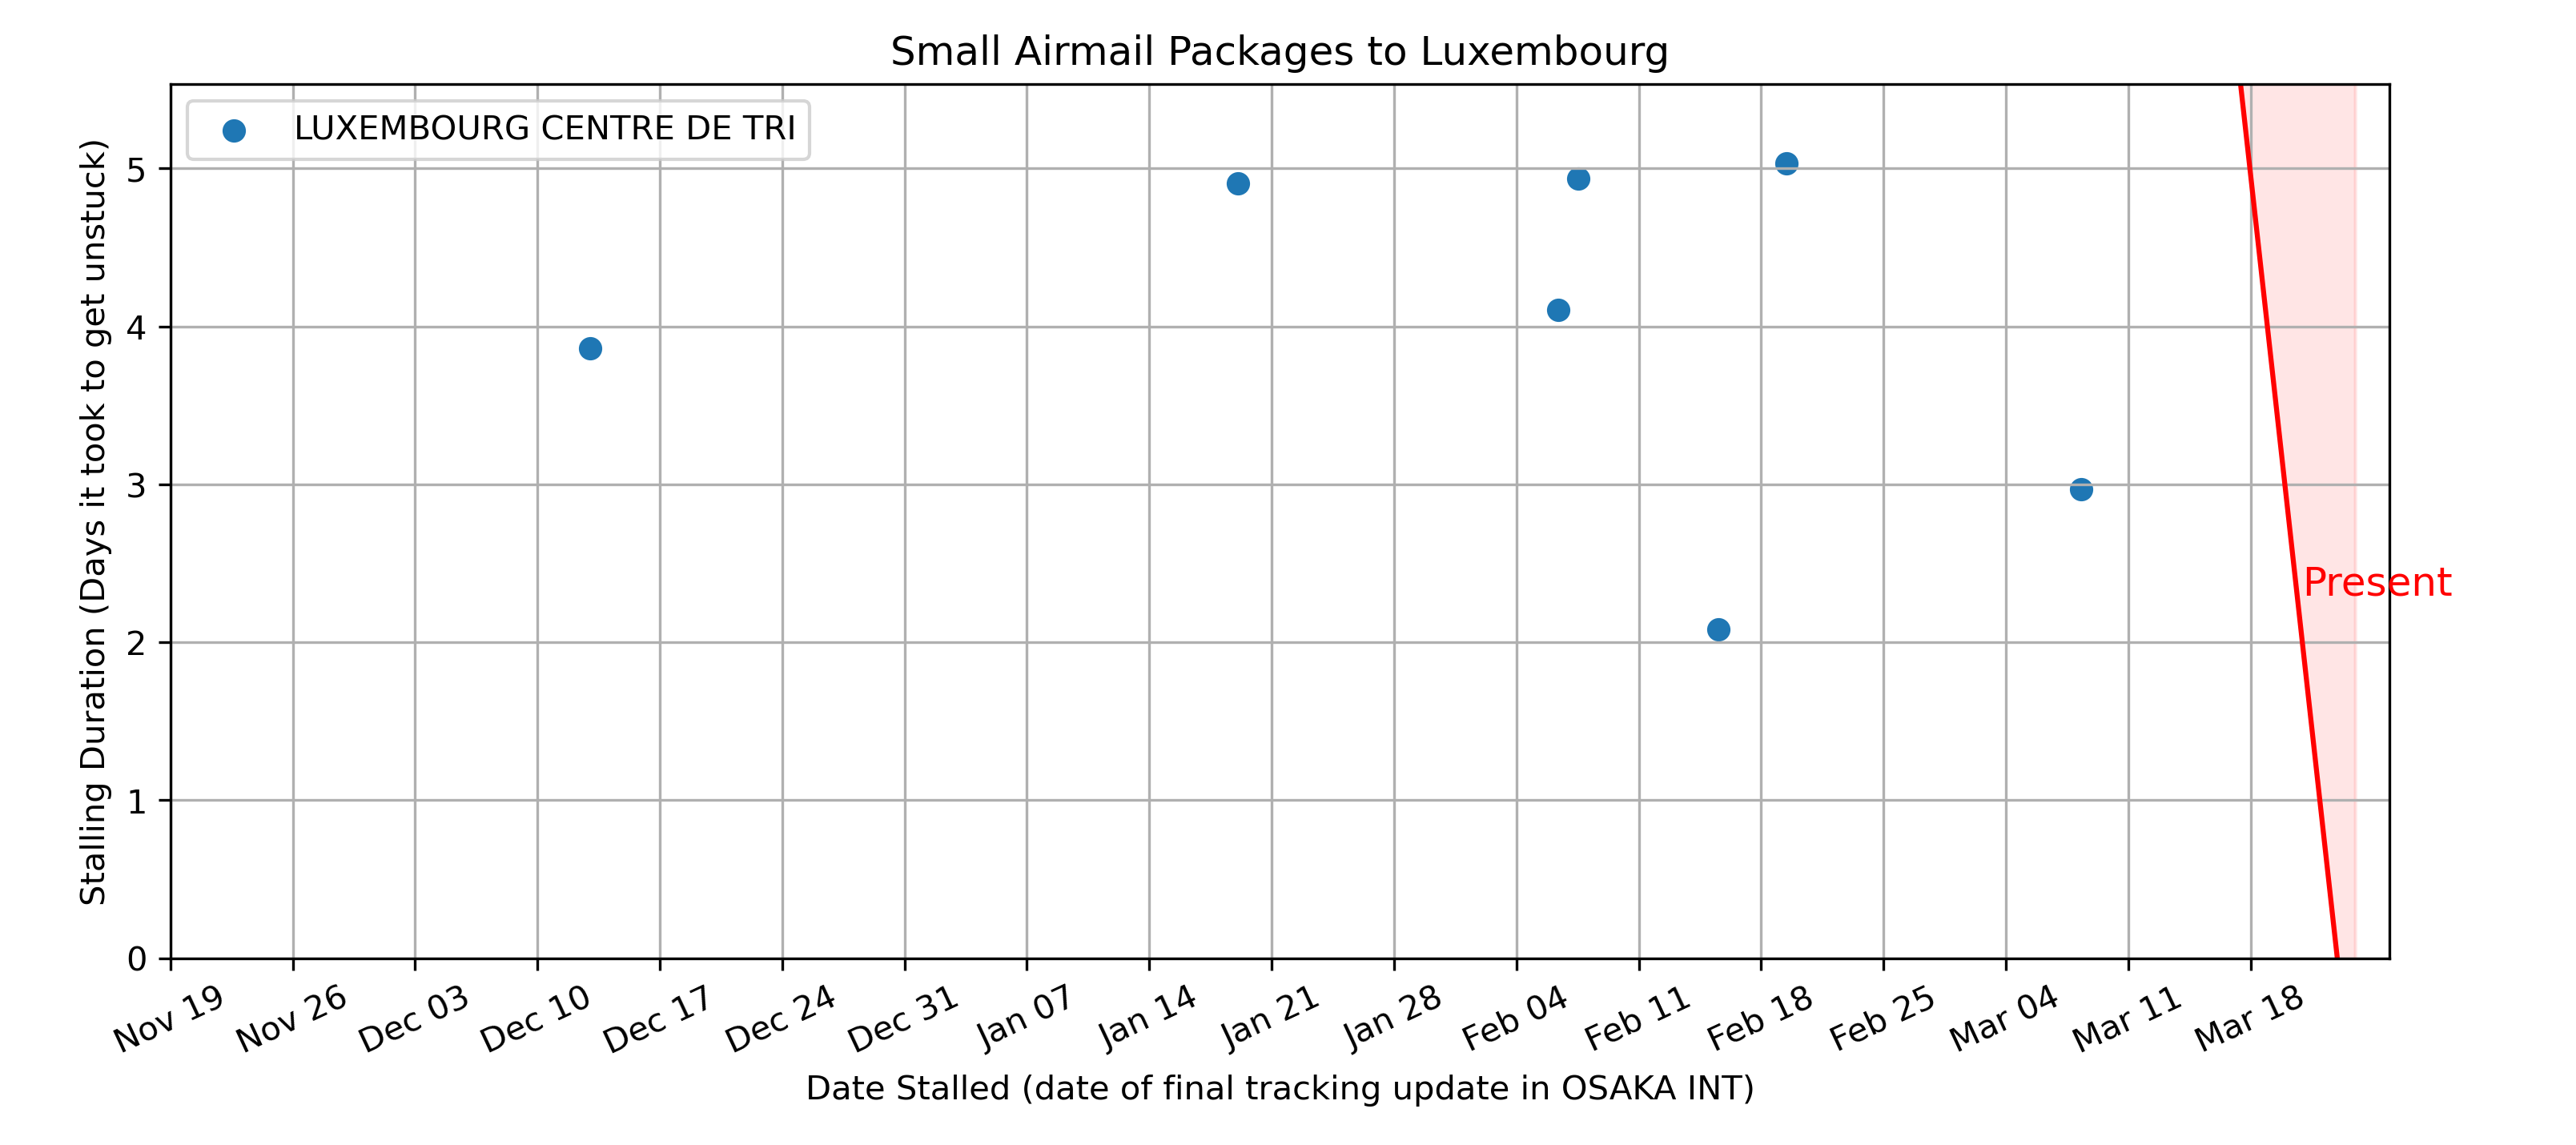 Small Airmail Packages to Luxembourg
LUXEMBOURG CENTRE DE TRI
Stalling Duration (Days it took to get unstuck)
5
4
3
2
1
0
Present
Nov 19
Nov 26
Dec 03
Dec 10
Dec 17
Dec 24
Dec 31
Jan 07
Jan 14
Jan 21
Jan 28
Feb 04
Feb 11
Feb 18
Feb 25
Mar 04
Mar 11
Mar 18
Date Stalled (date of final tracking update in OSAKA INT)